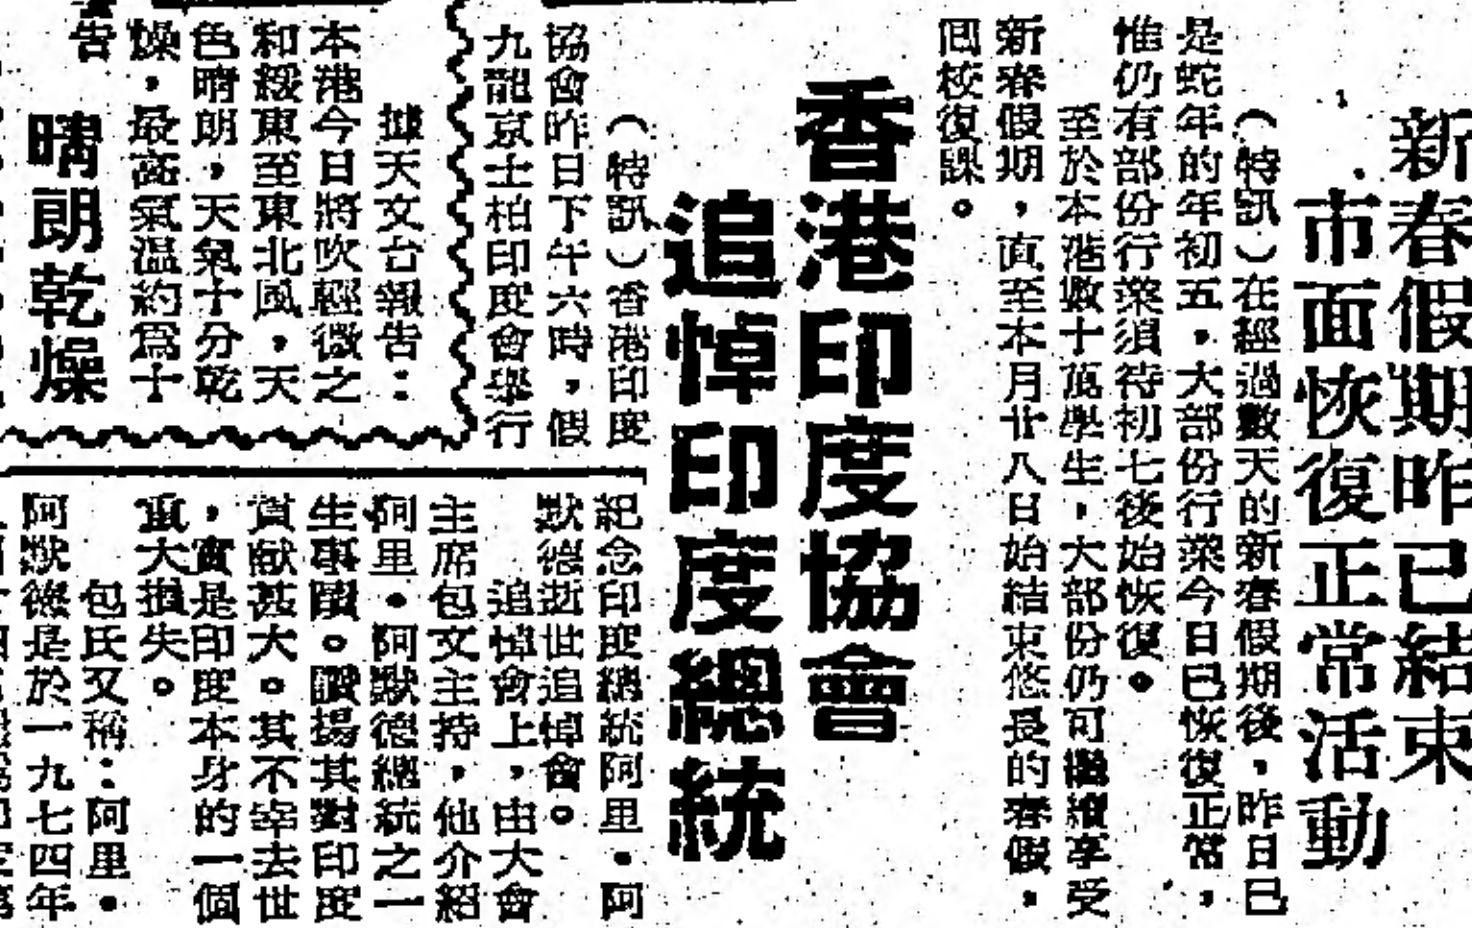 新春假期昨已結束
市面恢復正常活動
（特訊）在經過數天的新春假期後，昨日已
是蛇年的年初五，大部份行業今日已恢復正常，
惟仍有部份行業須待初七後始恢復。
至於本港數十萬學生，大部份仍可繼續享受
新春假期，直至本月廿八日始結束悠長的春假，
回校復課。
香港印度協會
追悼印度總統
（特訊）香港印度
協會昨日下午六時，假
九龍京士柏印度會舉行
紀念印度總統阿里·阿
默德逝世追悼會。
追悼會上，由大會
主席包文主持，他介紹
阿里·阿默德總統之一
生事蹟。讚揚其對印度
貢献甚大。其不幸去世
，實是印度本身的一個
重大損失。
包氏又稱：阿里·
阿默德是於一九七四年
據天文台報告：
本港今日將吹輕微之
和緩東至東北風，天
色晴朗，天氣十分乾
燥，最高氣溫約爲十
告
晴朗乾燥